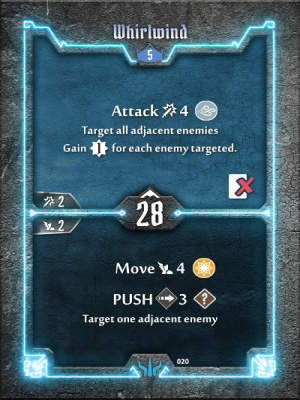 Whirlwind
5
Attack 4
Target all adjacent enemies
Gain 1 for each enemy targeted.
2
28
2
Move 4
PUSH 3 ?
Target one adjacent enemy
020